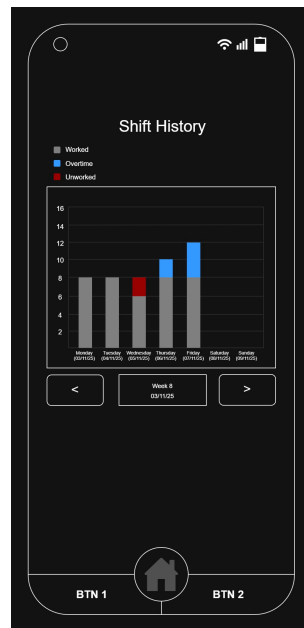 Shift History
Worked
Overtime
Unworked
16
14
12
10
8
6
4
2
Monday Tuesday Wednesday Thursday Friday Saturday Sunday
(03/11/25) (04/11/25) (05/11/25) (06/11/25) (07/11/25) (08/11/25) (09/11/25)
< Week 8 >
03/11/25
BTN 1 BTN 2